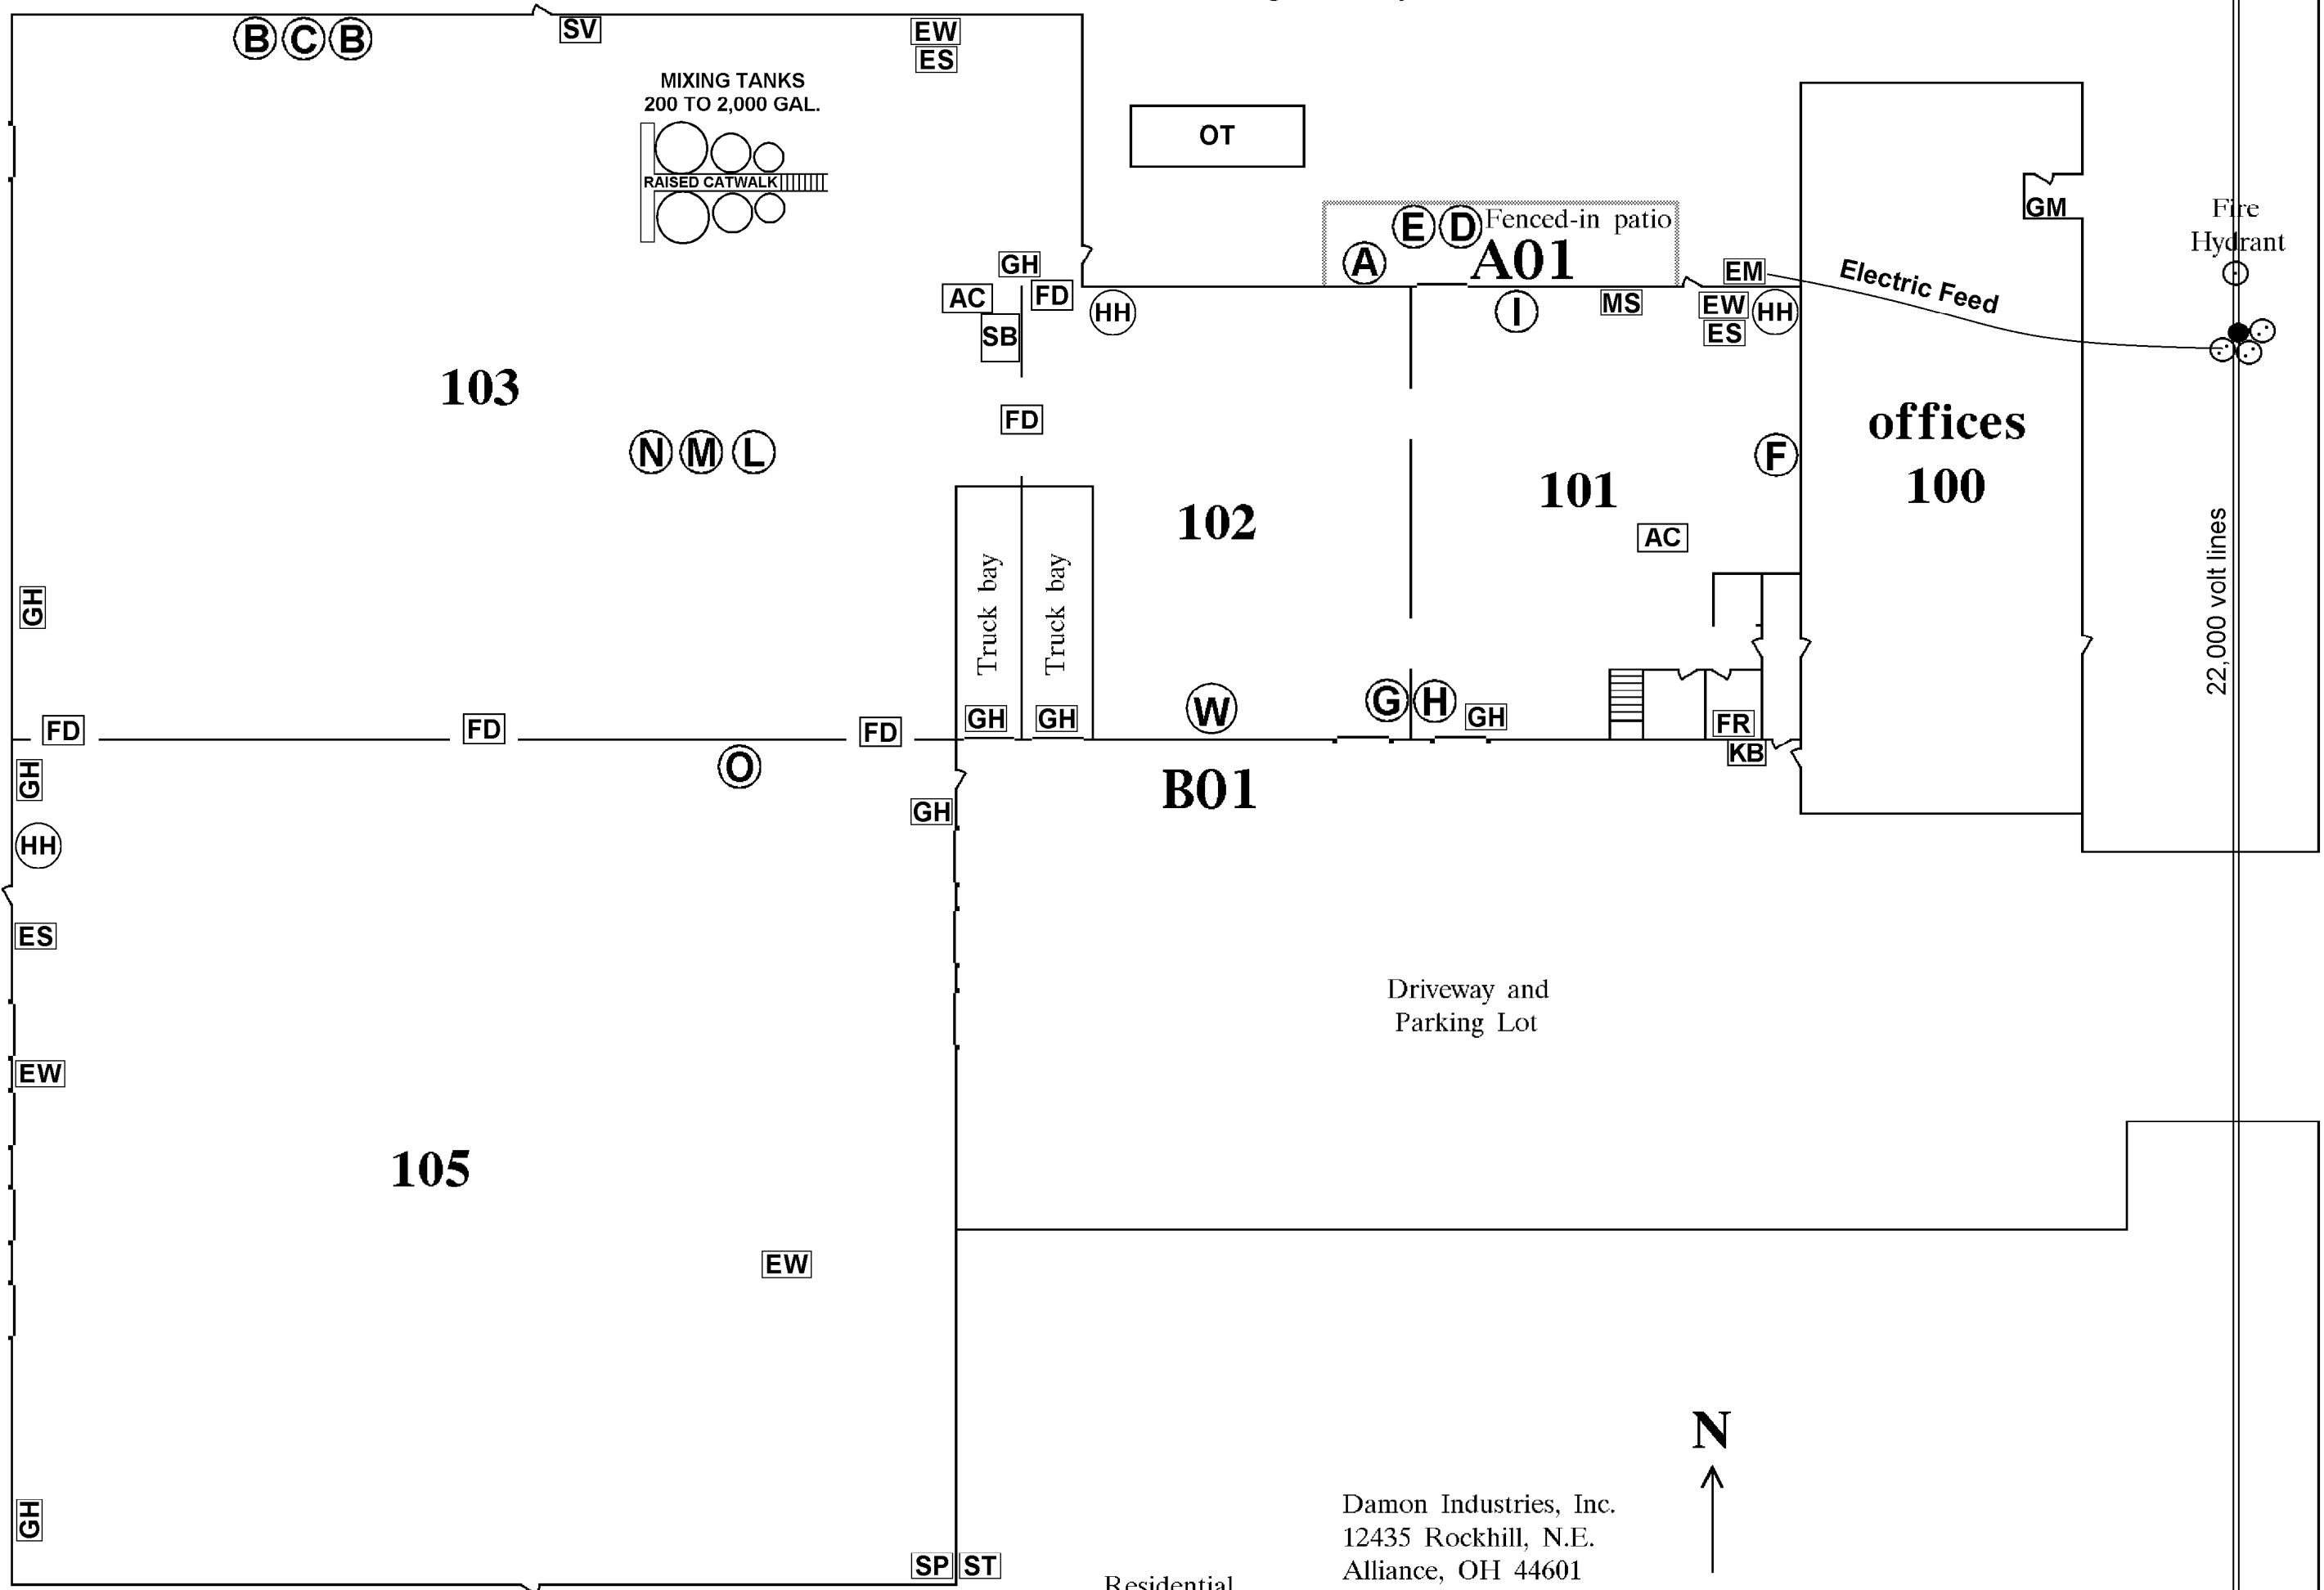 B C B
SV
EW
ES
MIXING TANKS
200 TO 2,000 GAL.
RAISED CATWALK
OT
E D Fenced-in patio
A A01
GM
Fire
Hydrant
GH
AC
FD
SB
HH
I
MS
EM
EW
HH
ES
Electric Feed
103
FD
N M L
102
101
F
AC
offices
100
22,000 volt lines
GH
Truck bay
Truck bay
GH
GH
W
G H
GH
FR
KB
FD
FD
FD
O
GH
GH
B01
HH
ES
EW
105
EW
Driveway and
Parking Lot
N
GH
SP ST
Damon Industries, Inc.
12435 Rockhill, N.E.
Alliance, OH 44601
Residential